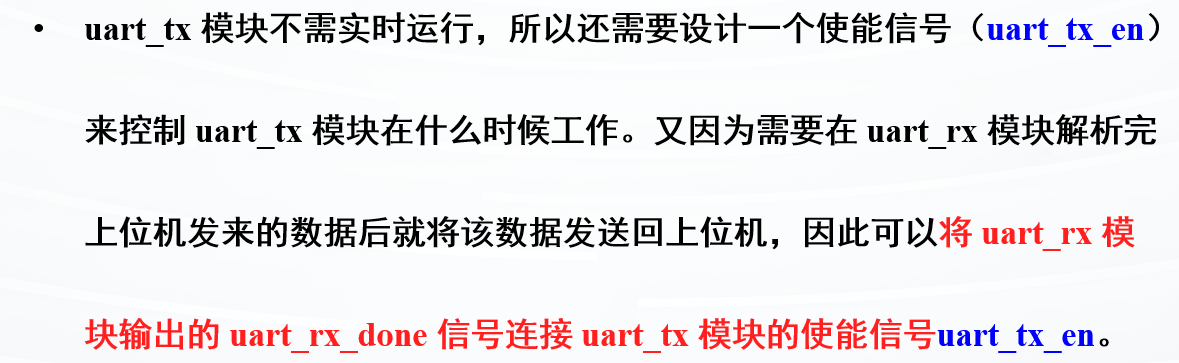 • uart_tx 模块不需实时运行，所以还需要设计一个使能信号（uart_tx_en）
来控制 uart_tx 模块在什么时候工作。又因为需要在 uart_rx 模块解析完
上位机发来的数据后就将该数据发送回上位机，因此可以将 uart_rx 模
块输出的 uart_rx_done 信号连接 uart_tx 模块的使能信号uart_tx_en。